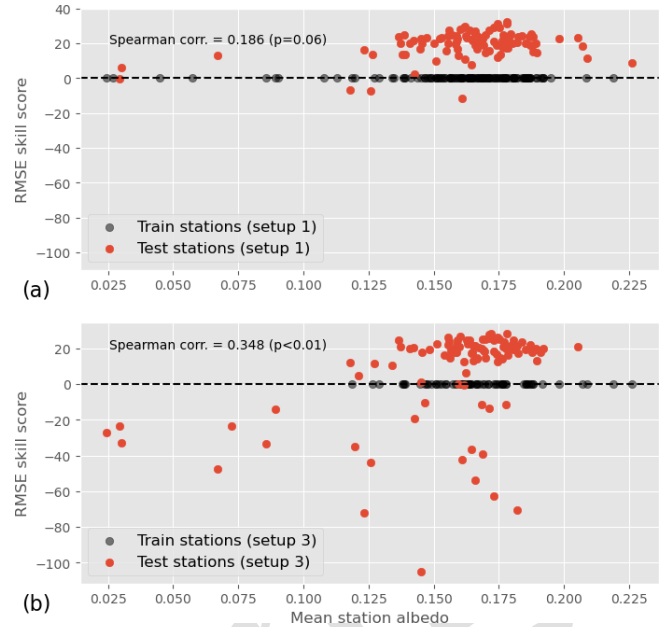 40
20
0
−20
−40
−60
−80
−100
RMSE skill score
Spearman corr. = 0.186 (p=0.06)
Train stations (setup 1)
Test stations (setup 1)
0.025 0.050 0.075 0.100 0.125 0.150 0.175 0.200 0.225
(a)
20
0
−20
−40
−60
−80
−100
RMSE skill score
Spearman corr. = 0.348 (p<0.01)
Train stations (setup 3)
Test stations (setup 3)
0.025 0.050 0.075 0.100 0.125 0.150 0.175 0.200 0.225
(b)
Mean station albedo